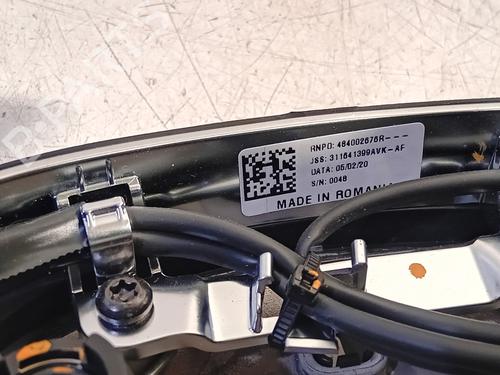 RNPO: 484002676R---
JSS: 311641399AVK-AF
DATA: 05/02/20
S/N: 0048
MADE IN ROMANIA